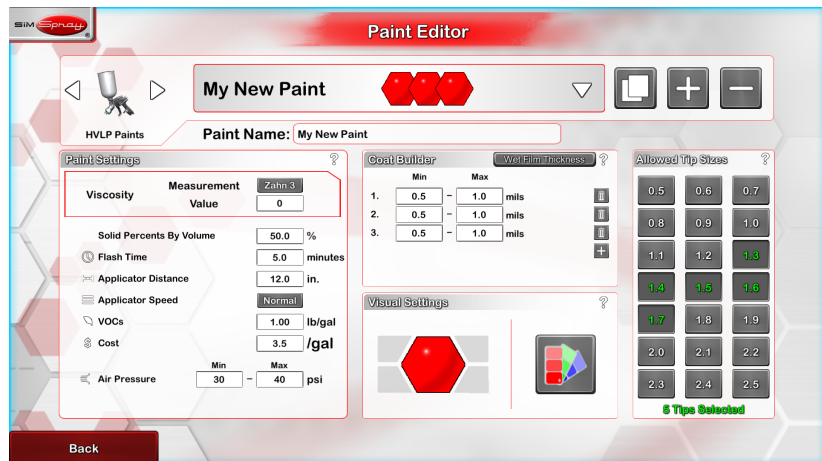 SiM Spray
®
Paint Editor
My New Paint
HVLP Paints
Paint Name: My New Paint
Paint Settings ?
Viscosity
Measurement Zahn 3
Value 0
Solid Percents By Volume 50.0 %
Flash Time 5.0 minutes
Applicator Distance 12.0 in.
Applicator Speed Normal
VOCs 1.00 lb/gal
$ Cost 3.5 /gal
Min Max
Air Pressure 30 - 40 psi
Coat Builder Wet Film Thickness ?
Min Max
1. 0.5 - 1.0 mils
2. 0.5 - 1.0 mils
3. 0.5 - 1.0 mils
Visual Settings ?
Allowed Tip Sizes ?
0.5 0.6 0.7
0.8 0.9 1.0
1.1 1.2 1.3
1.4 1.5 1.6
1.7 1.8 1.9
2.0 2.1 2.2
2.3 2.4 2.5
5 Tips Selected
Back